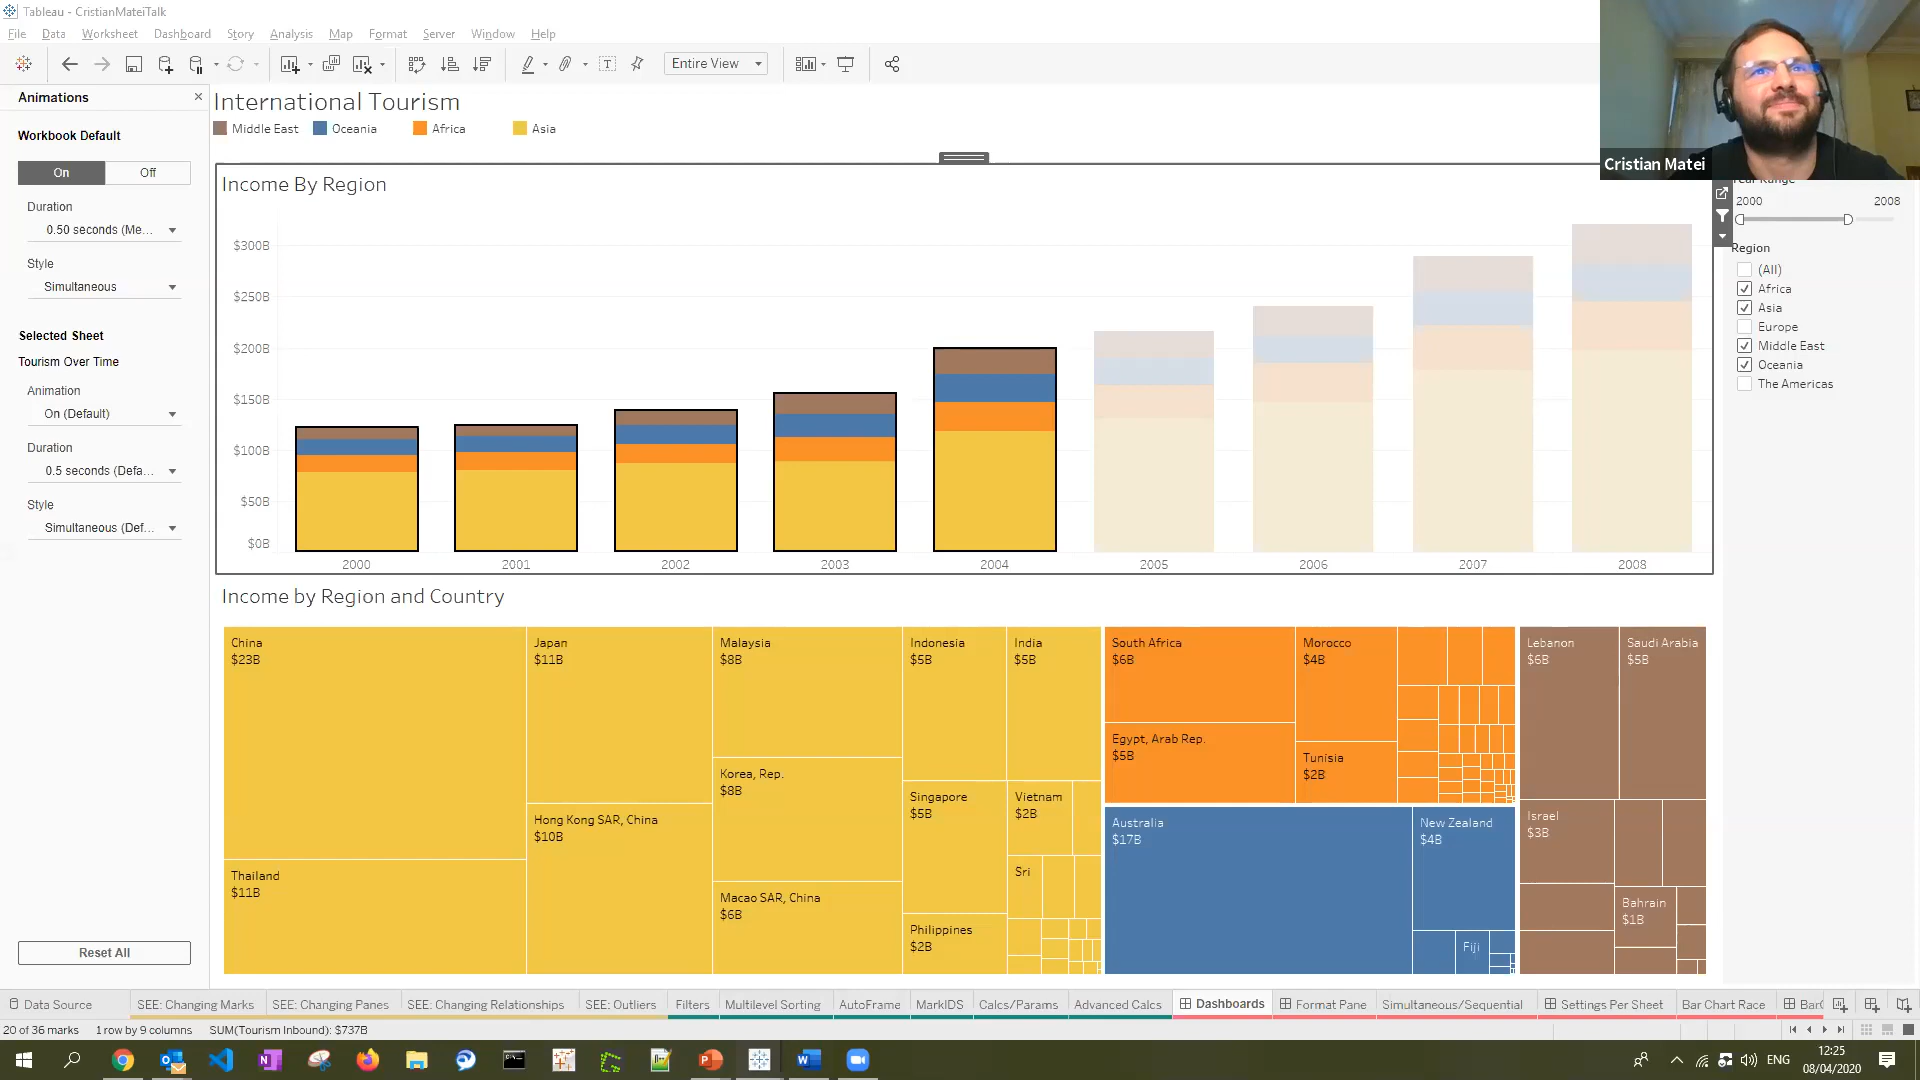 Tableau - CristianMateiTalk
File Data Worksheet Dashboard Story Analysis Map Format Server Window Help
Entire View
Cristian Matei
Animations
Workbook Default
On Off
Duration
0.50 seconds (Me...
Style
Simultaneous
Selected Sheet
Tourism Over Time
Animation
On (Default)
Duration
0.5 seconds (Defa...
Style
Simultaneous (Def...
Reset All
International Tourism
Middle East Oceania Africa Asia
Income By Region
$300B
$250B
$200B
$150B
$100B
$50B
$0B
2000 2001 2002 2003 2004 2005 2006 2007 2008
Year Range
2000 2008
Region
(All)
Africa
Asia
Europe
Middle East
Oceania
The Americas
Income by Region and Country
China
$23B
Thailand
$11B
Japan
$11B
Hong Kong SAR, China
$10B
Malaysia
$8B
Korea, Rep.
$8B
Macao SAR, China
$6B
Indonesia
$5B
Singapore
$5B
Philippines
$2B
India
$5B
Vietnam
$2B
Sri
South Africa
$6B
Egypt, Arab Rep.
$5B
Morocco
$4B
Tunisia
$2B
Australia
$17B
New Zealand
$4B
Fiji
Lebanon
$6B
Saudi Arabia
$5B
Israel
$3B
Bahrain
$1B
Data Source SEE: Changing Marks SEE: Changing Panes SEE: Changing Relationships SEE: Outliers Filters Multilevel Sorting AutoFrame MarkIDS Calcs/Params Advanced Calcs Dashboards Format Pane Simultaneous/Sequential Settings Per Sheet Bar Chart Race BarC
20 of 36 marks 1 row by 9 columns SUM(Tourism Inbound): $737B
ENG
12:25
08/04/2020